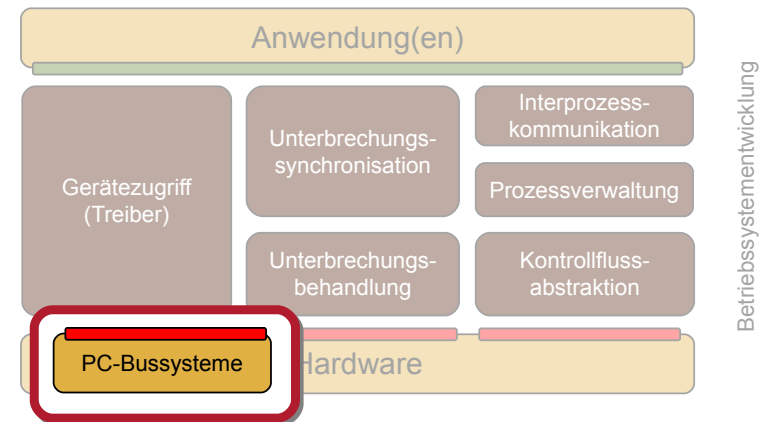 Anwendung(en)
Gerätezugriff
(Treiber)
Unterbrechungs-
synchronisation
Interprozess-
kommunikation
Prozessverwaltung
Unterbrechungs-
behandlung
Kontrollfluss-
abstraktion
PC-Bussysteme
Hardware
Betriebssystementwicklung